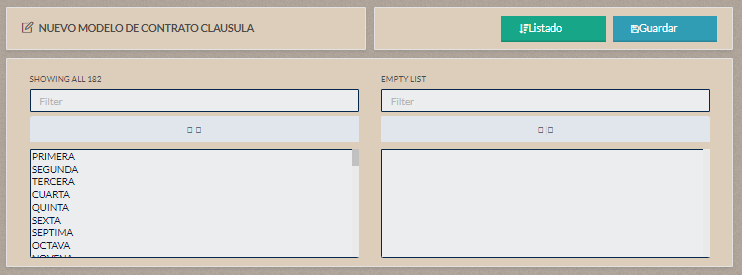 NUEVO MODELO DE CONTRATO CLAUSULA
Listado
Guardar
SHOWING ALL 182
Filter
PRIMERA
SEGUNDA
TERCERA
CUARTA
QUINTA
SEXTA
SEPTIMA
OCTAVA
NOVENA
EMPTY LIST
Filter